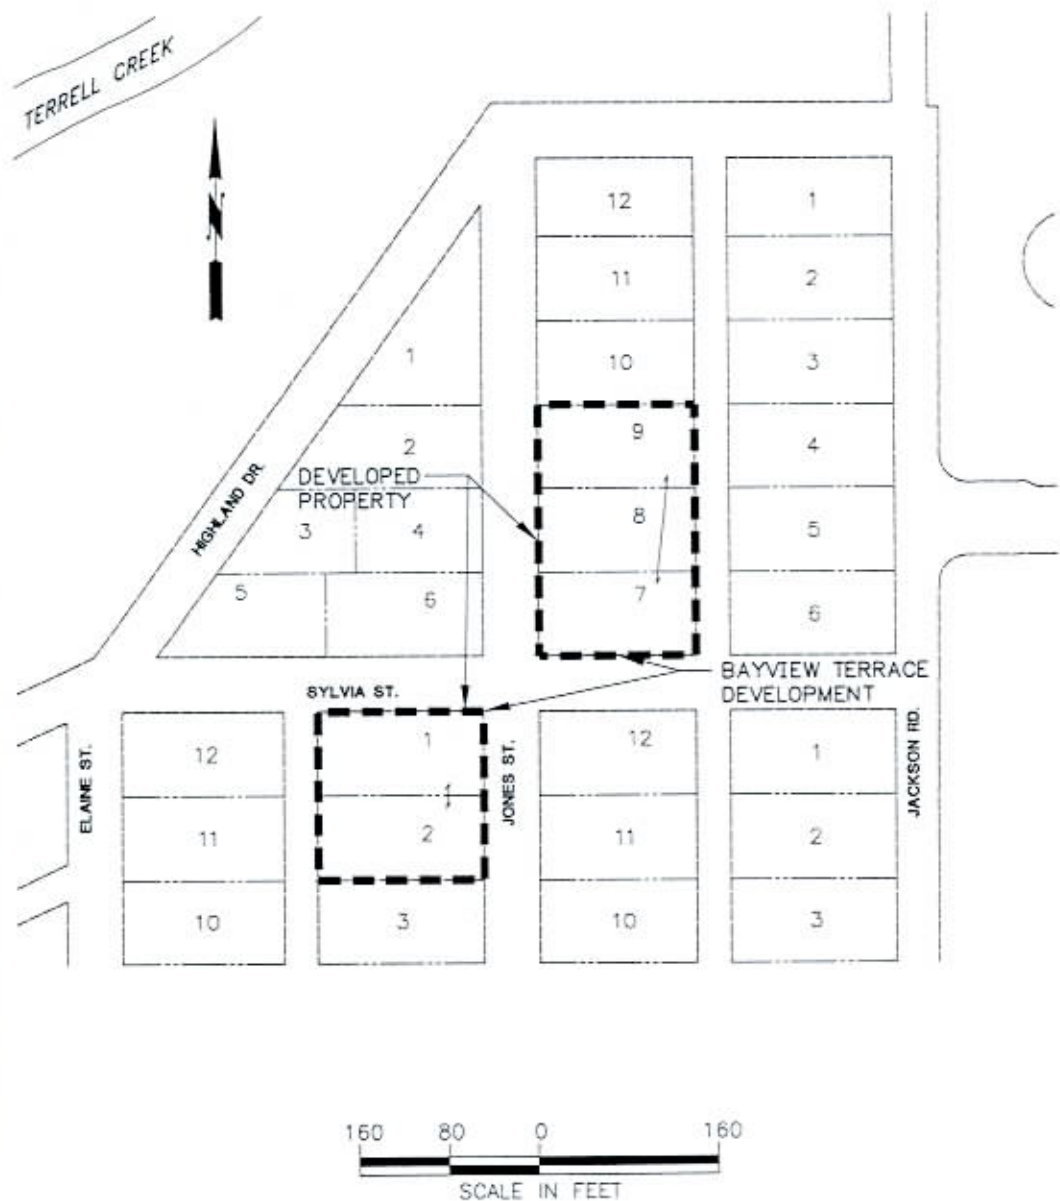 TERRELL CREEK
N
12
1
11
2
10
3
1
9
4
2
DEVELOPED
PROPERTY
8
5
3
4
7
6
5
6
HIGHLAND DR.
BAYVIEW TERRACE
DEVELOPMENT
SYLVIA ST.
12
1
12
1
ELAINE ST.
JONES ST.
JACKSON RD.
11
2
11
2
10
3
10
3
160 80 0 160
SCALE IN FEET